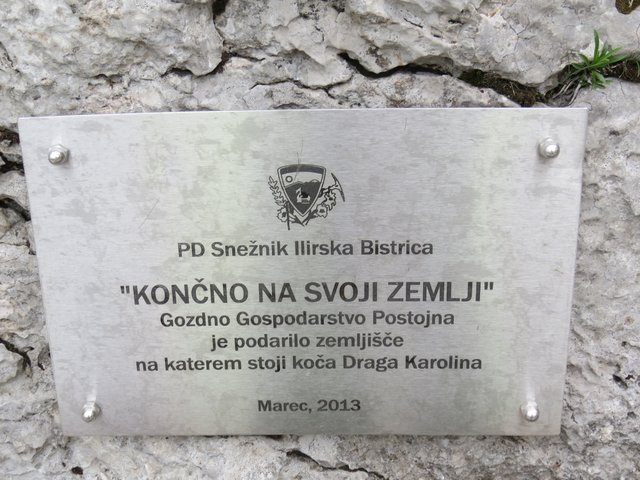 PD Snežnik Ilirska Bistrica
"KONČNO NA SVOJI ZEMLJI"
Gozdno Gospodarstvo Postojna
je podarilo zemljišče
na katerem stoji koča Draga Karolina
Marec, 2013